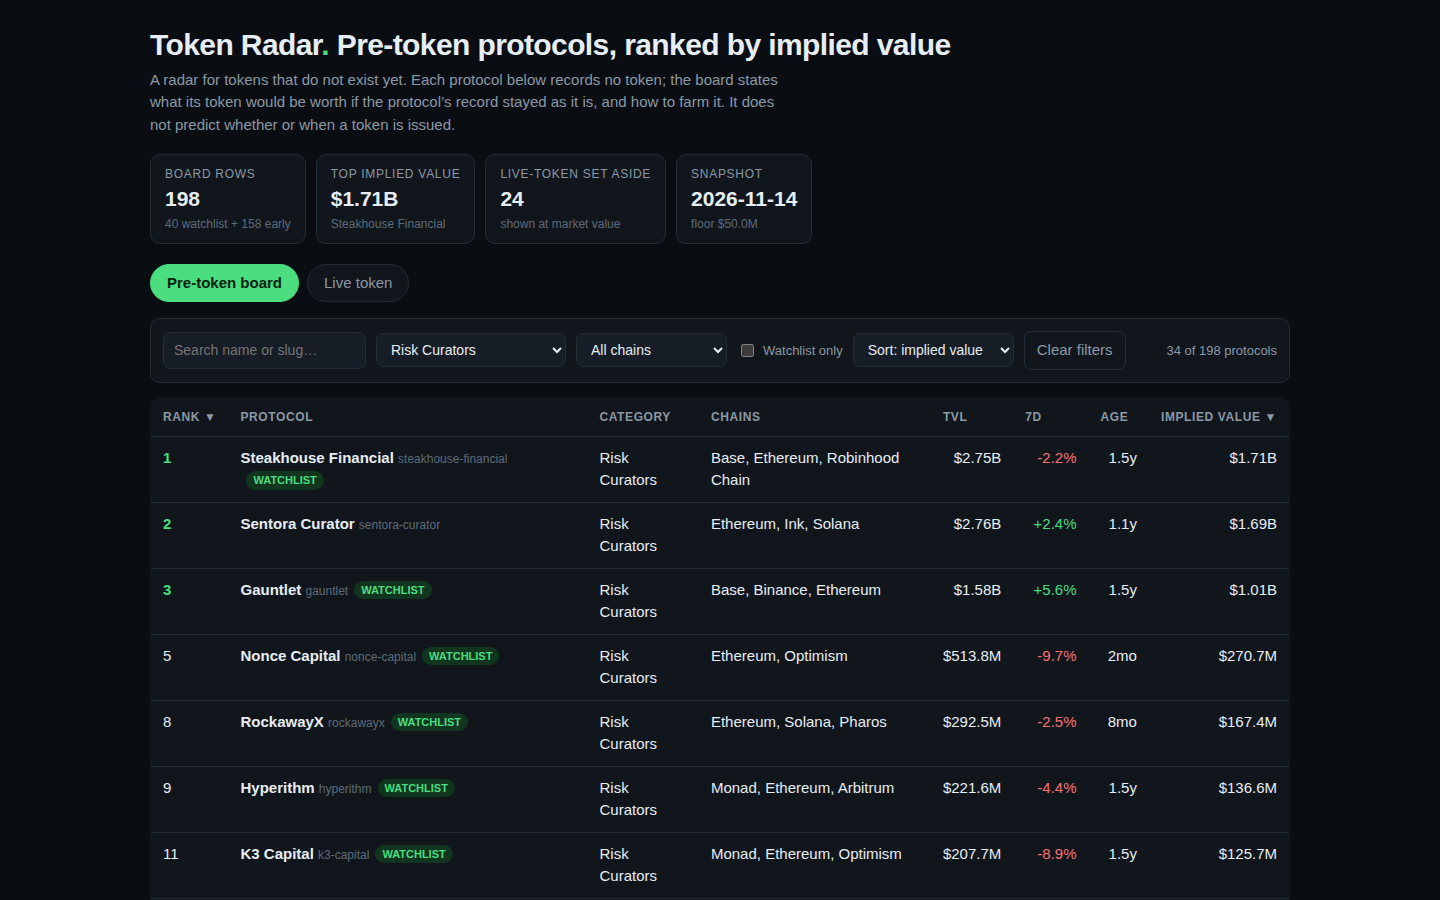 Token Radar. Pre-token protocols, ranked by implied value
A radar for tokens that do not exist yet. Each protocol below records no token; the board states
what its token would be worth if the protocol's record stayed as it is, and how to farm it. It does
not predict whether or when a token is issued.
BOARD ROWS
198
40 watchlist + 158 early
TOP IMPLIED VALUE
$1.71B
Steakhouse Financial
LIVE-TOKEN SET ASIDE
24
shown at market value
SNAPSHOT
2026-11-14
floor $50.0M
Pre-token board
Live token
Search name or slug…
Risk Curators
All chains
Watchlist only
Sort: implied value
Clear filters
34 of 198 protocols
RANK ▼ PROTOCOL CATEGORY CHAINS TVL 7D AGE IMPLIED VALUE ▼
1 Steakhouse Financial steakhouse-financial WATCHLIST Risk Curators Base, Ethereum, Robinhood Chain $2.75B -2.2% 1.5y $1.71B
2 Sentora Curator sentora-curator Risk Curators Ethereum, Ink, Solana $2.76B +2.4% 1.1y $1.69B
3 Gauntlet gauntlet WATCHLIST Risk Curators Base, Binance, Ethereum $1.58B +5.6% 1.5y $1.01B
5 Nonce Capital nonce-capital WATCHLIST Risk Curators Ethereum, Optimism $513.8M -9.7% 2mo $270.7M
8 RockawayX rockawayx WATCHLIST Risk Curators Ethereum, Solana, Pharos $292.5M -2.5% 8mo $167.4M
9 Hyperithm hyperithm WATCHLIST Risk Curators Monad, Ethereum, Arbitrum $221.6M -4.4% 1.5y $136.6M
11 K3 Capital k3-capital WATCHLIST Risk Curators Monad, Ethereum, Optimism $207.7M -8.9% 1.5y $125.7M